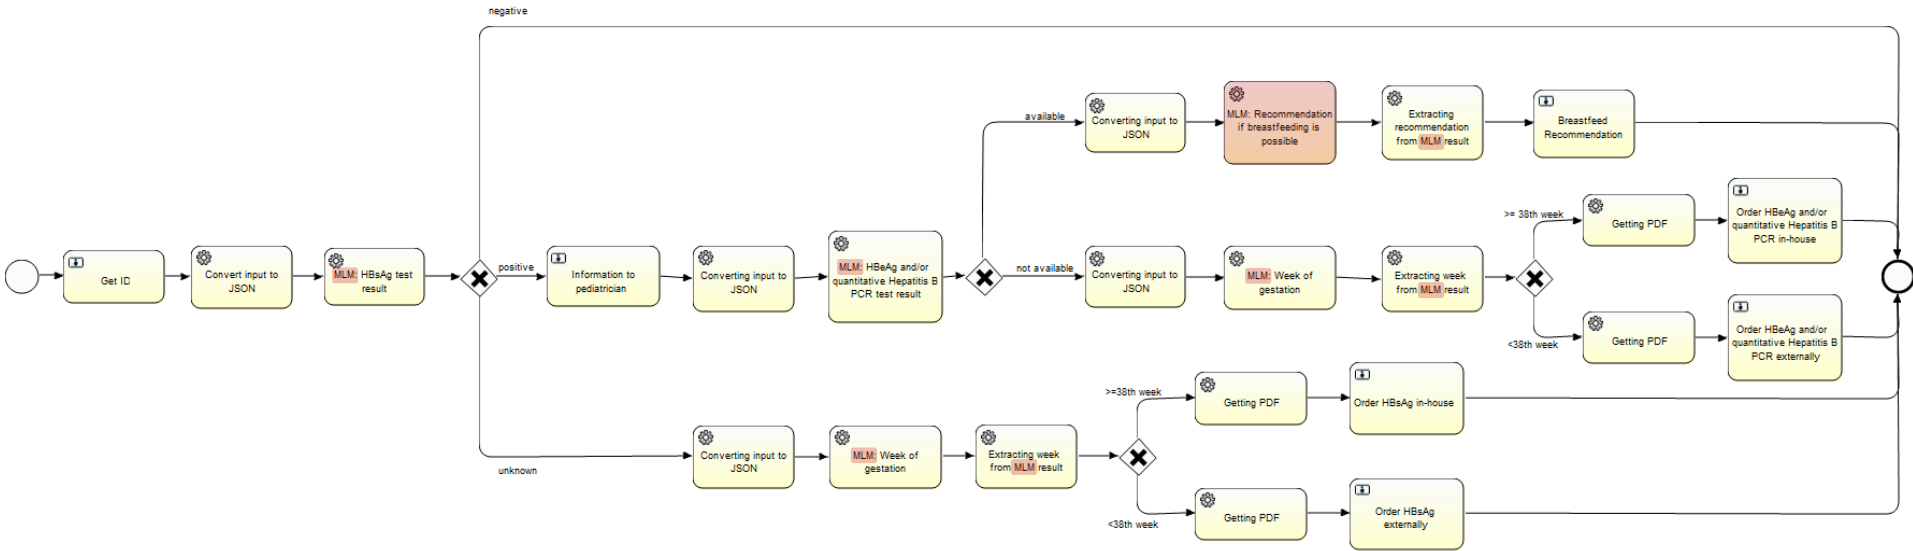 negative
available
Converting input to
JSON
MLM: Recommendation
if breastfeeding is
possible
Extracting
recommendation
from MLM result
Breastfeed
Recommendation
>= 38th week
Getting PDF
Order HBeAg and/or
quantitative Hepatitis B
PCR in-house
Get ID
Convert input to
JSON
MLM: HBsAg test
result
positive
Information to
pediatrician
Converting input to
JSON
MLM: HBeAg and/or
quantitative Hepatitis B
PCR test result
not available
Converting input to
JSON
MLM: Week of
gestation
Extracting week
from MLM result
<38th week
Getting PDF
Order HBeAg and/or
quantitative Hepatitis B
PCR externally
>=38th week
Getting PDF
Order HBsAg in-house
unknown
Converting input to
JSON
MLM: Week of
gestation
Extracting week
from MLM result
<38th week
Getting PDF
Order HBsAg
externally